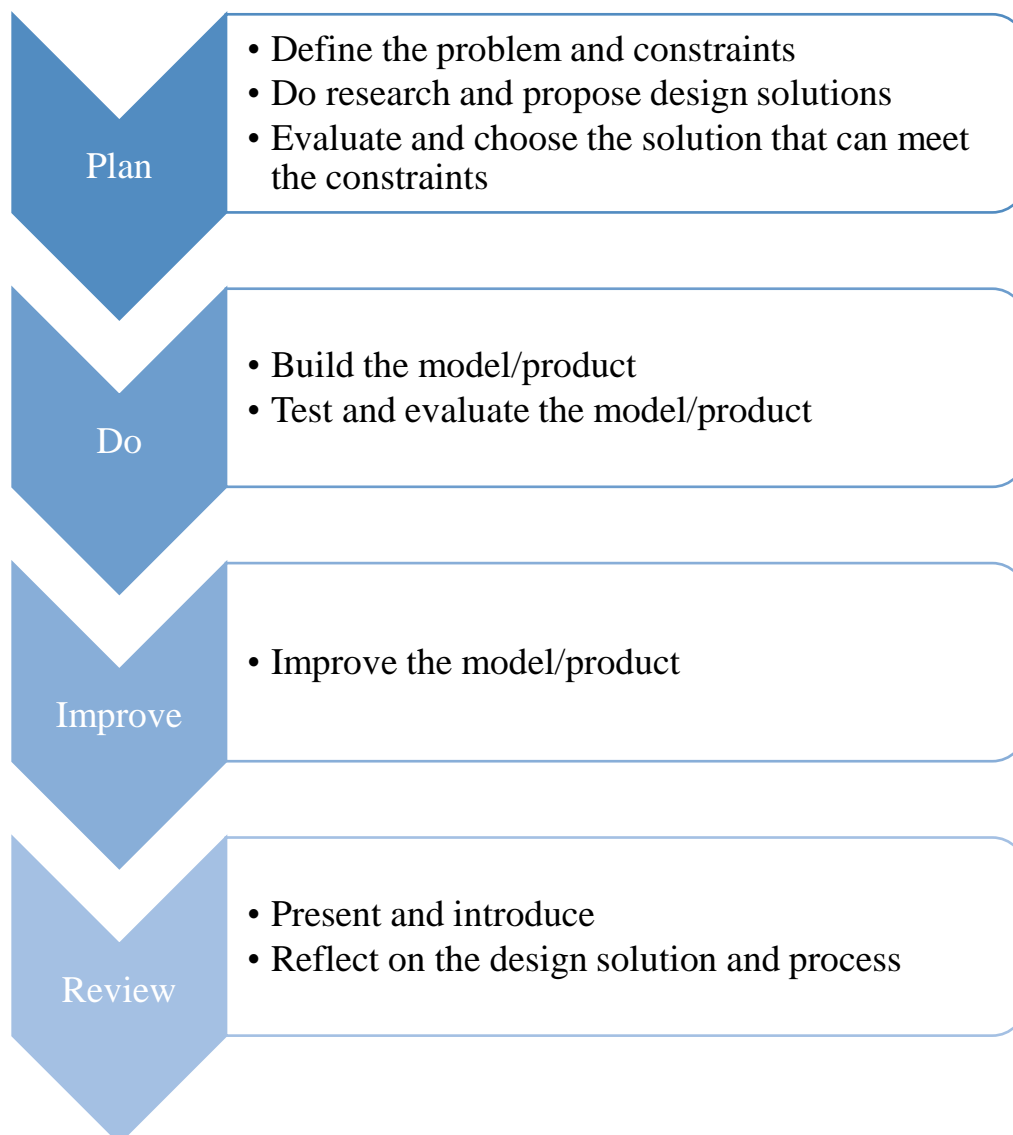 Plan
• Define the problem and constraints
• Do research and propose design solutions
• Evaluate and choose the solution that can meet
the constraints
Do
• Build the model/product
• Test and evaluate the model/product
Improve
• Improve the model/product
Review
• Present and introduce
• Reflect on the design solution and process